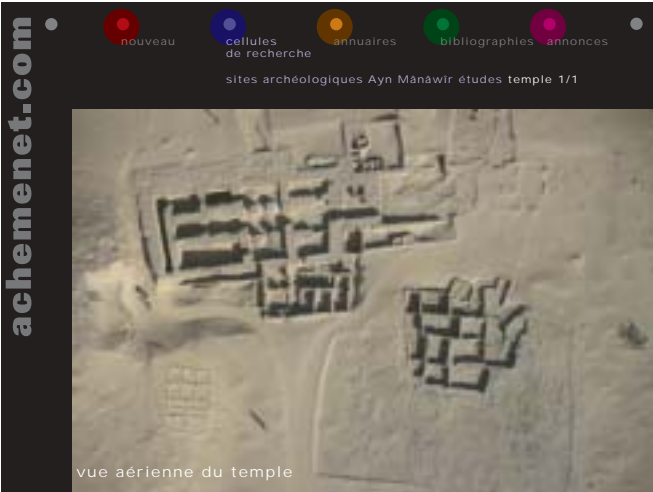 achemenet.com
nouveau
cellules de recherche
annuaires
bibliographies
annonces
sites archéologiques Ayn Mânâwîr études temple 1/1
vue aérienne du temple